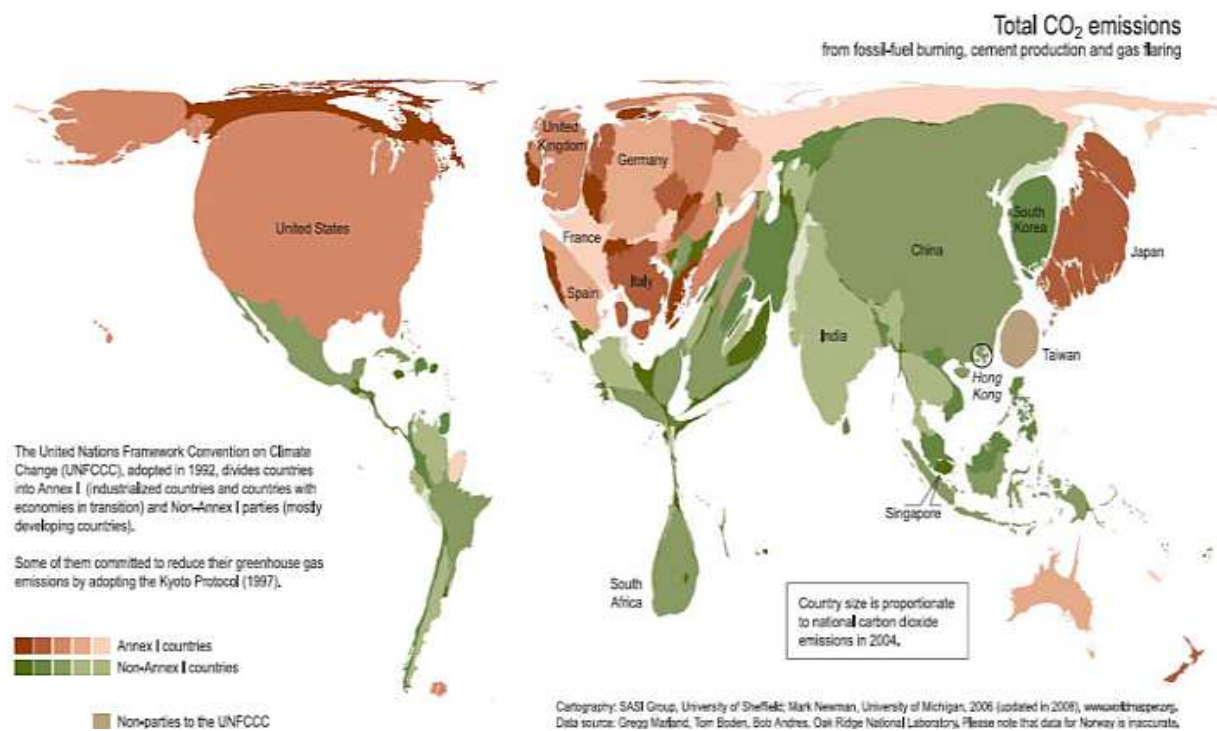 Total CO₂ emissions
from fossil-fuel burning, cement production and gas flaring
United
Kingdom
Germany
United States
France
Spain
Italy
China
South
Korea
Japan
India
Taiwan
Hong
Kong
Singapore
South
Africa
The United Nations Framework Convention on Climate
Change (UNFCCC), adopted in 1992, divides countries
into Annex I (industrialized countries and countries with
economies in transition) and Non-Annex I parties (mostly
developing countries).
Some of them committed to reduce their greenhouse gas
emissions by adopting the Kyoto Protocol (1997).
Country size is proportionate
to national carbon dioxide
emissions in 2004.
Annex I countries
Non-Annex I countries
Non-parties to the UNFCCC
Cartography: SASI Group, University of Sheffield; Mark Newman, University of Michigan, 2006 (updated in 2008), www.worldmapper.org.
Data source: Gregg Marland, Tom Boden, Bob Andres, Oak Ridge National Laboratory. Please note that data for Norway is inaccurate.